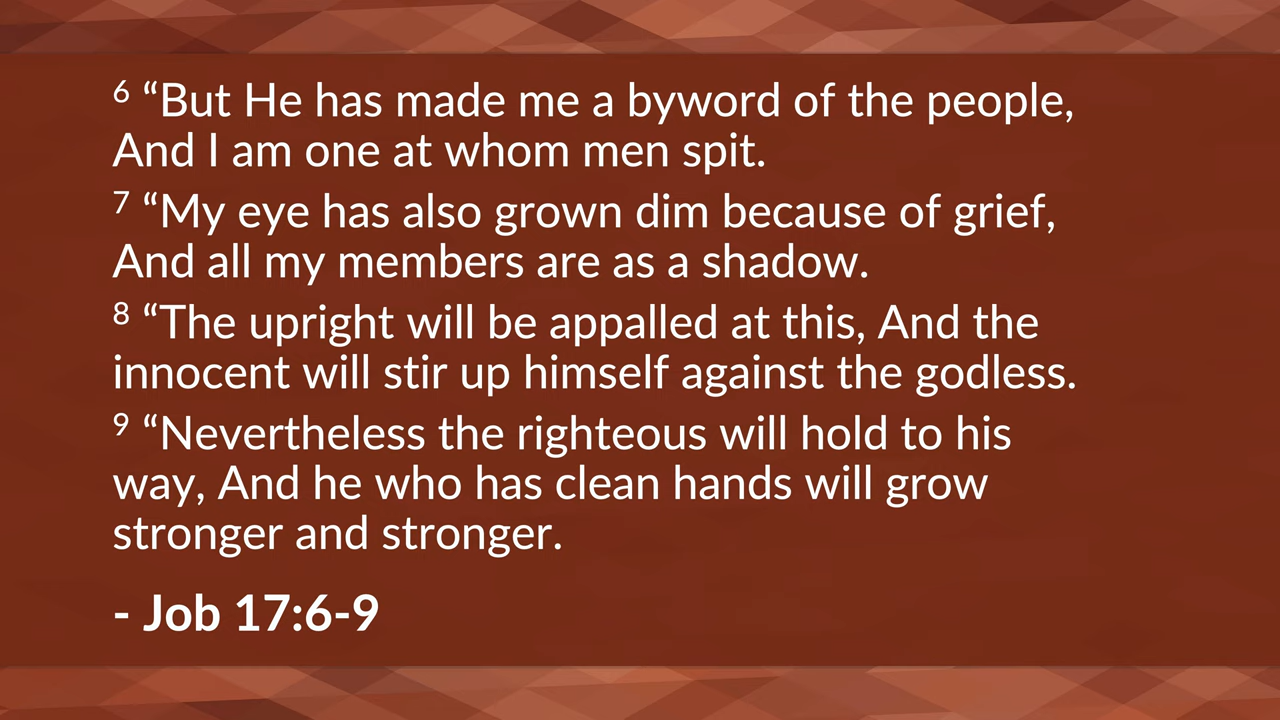 6 “But He has made me a byword of the people,
And I am one at whom men spit.
7 “My eye has also grown dim because of grief,
And all my members are as a shadow.
8 “The upright will be appalled at this, And the
innocent will stir up himself against the godless.
9 “Nevertheless the righteous will hold to his
way, And he who has clean hands will grow
stronger and stronger.
- Job 17:6-9